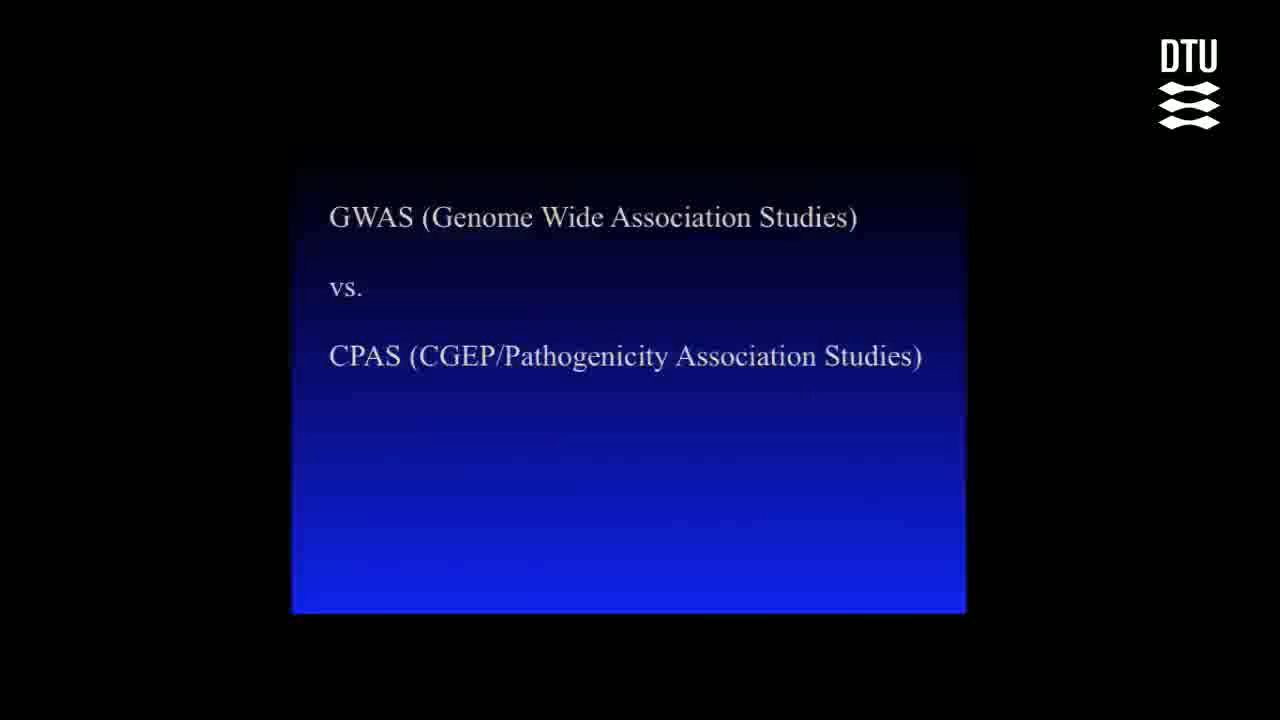 DTU
GWAS (Genome Wide Association Studies)
vs.
CPAS (CGEP/Pathogenicity Association Studies)